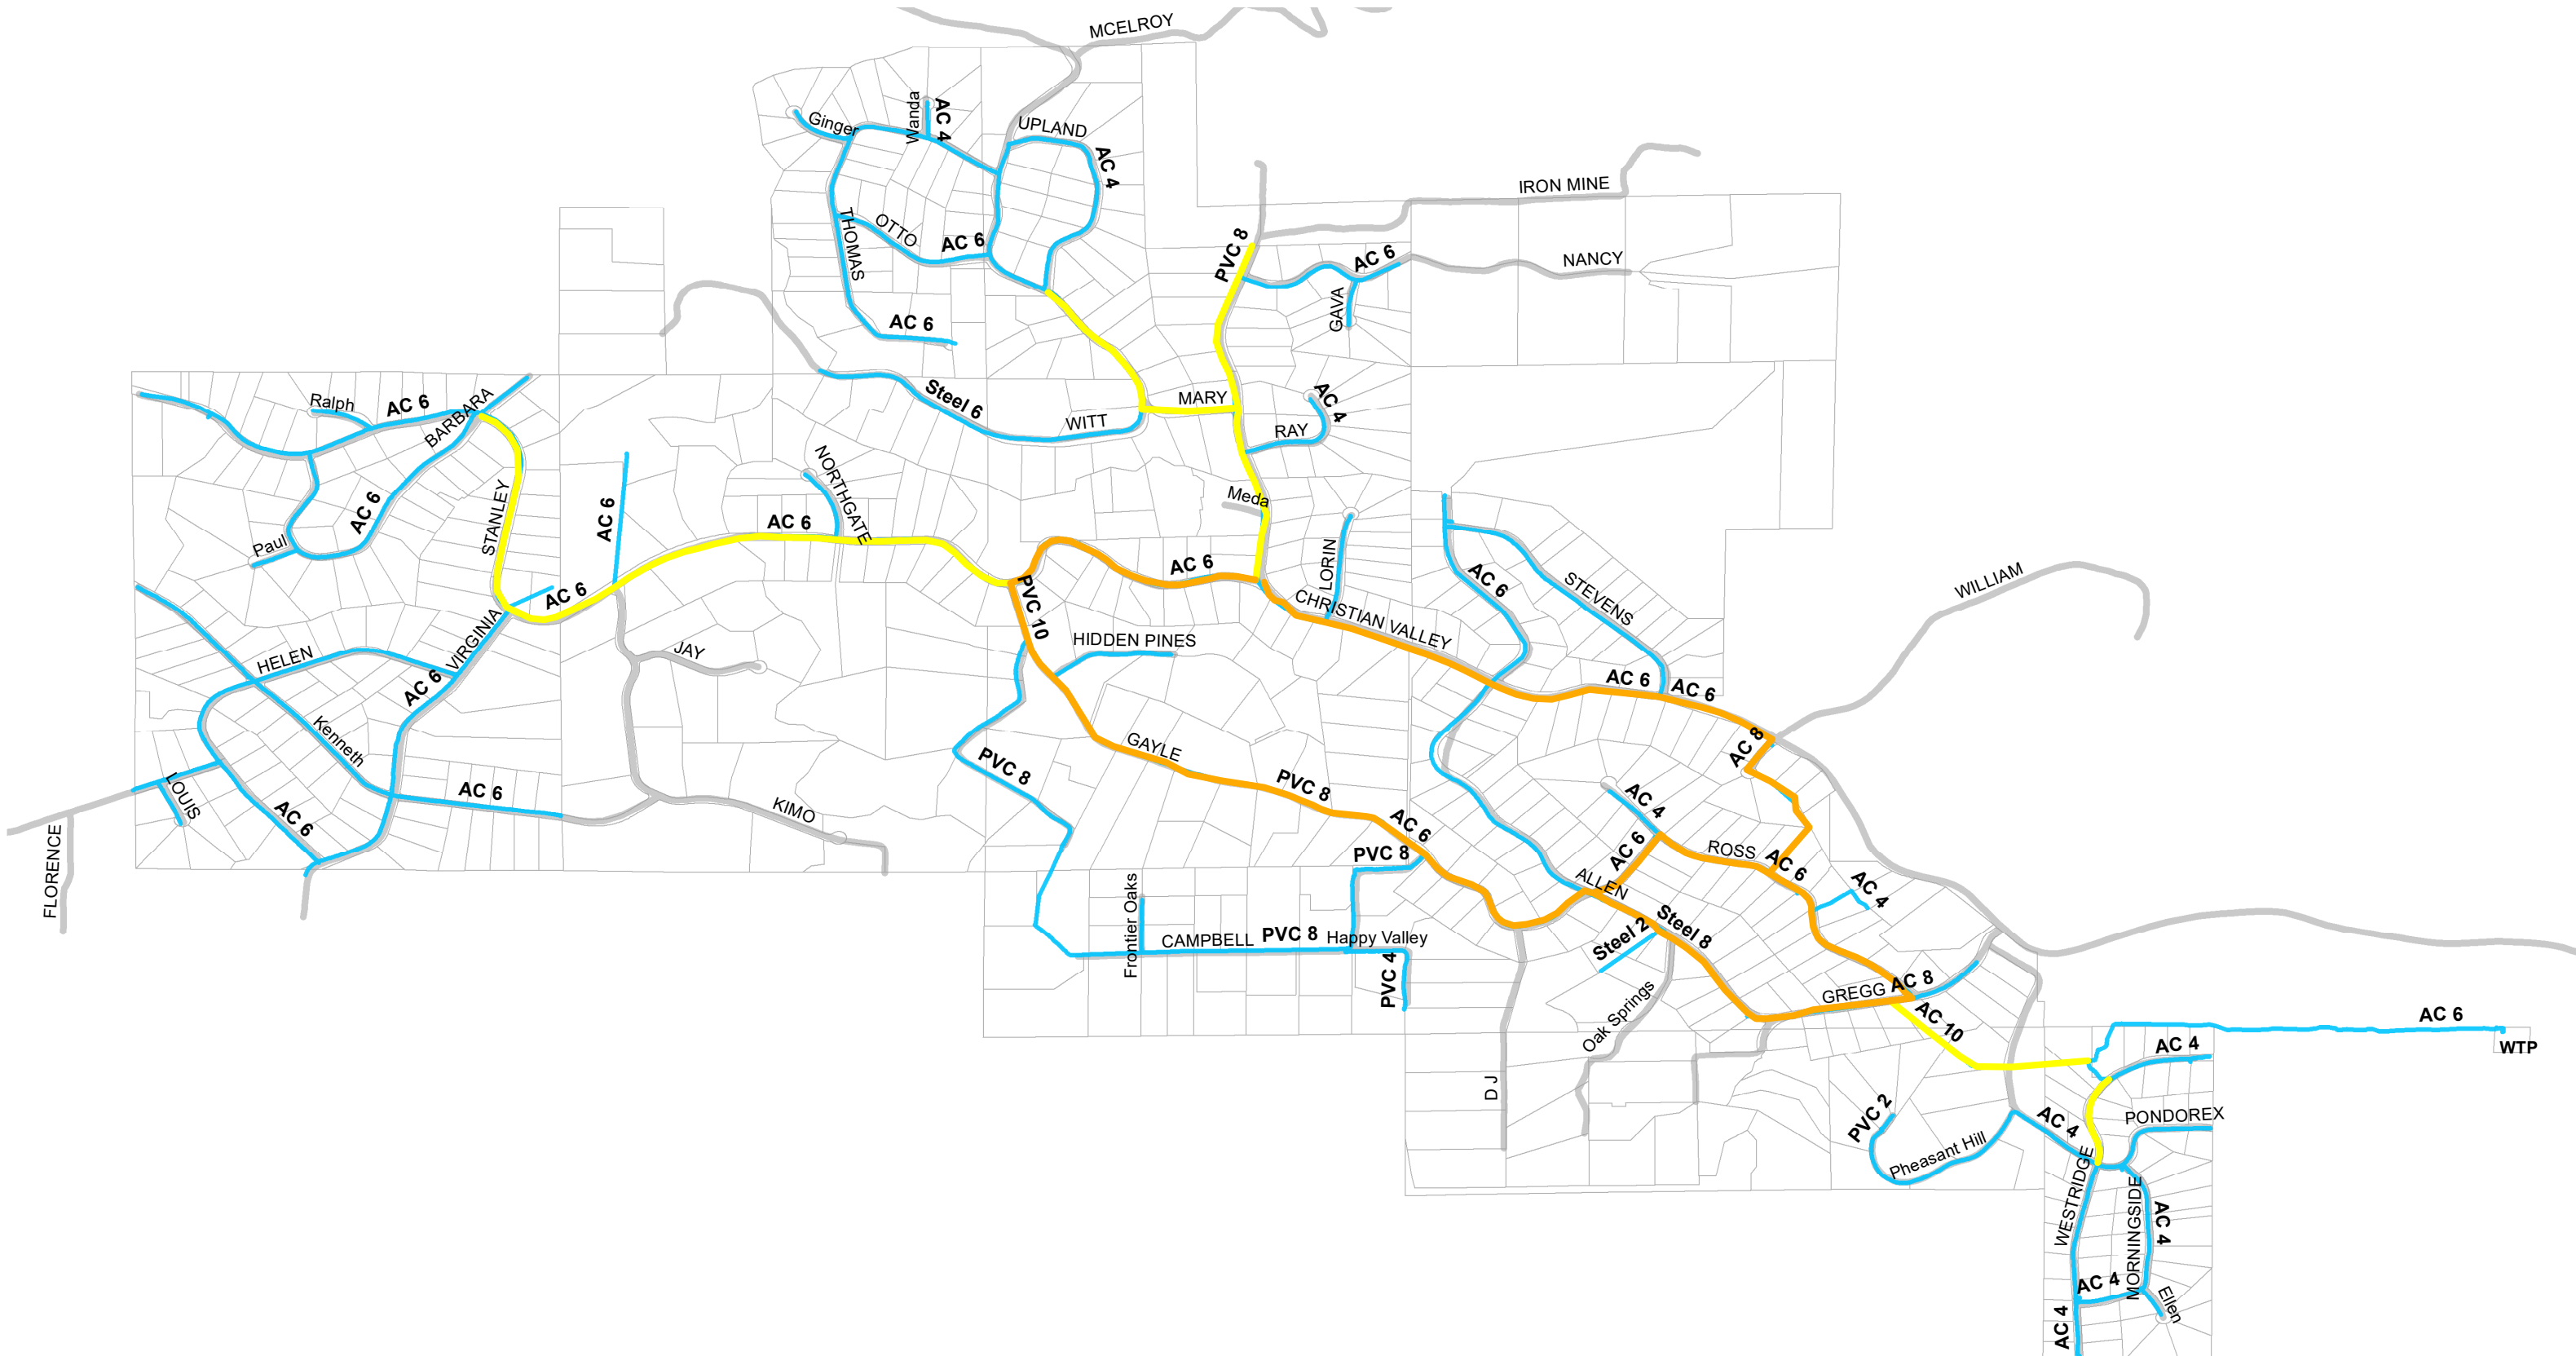 MCELROY
Ginger
Wanda
AC 4
UPLAND
AC 4
IRON MINE
THOMAS
OTTO
AC 6
PVC 8
AC 6
NANCY
GAVA
AC 6
Steel 6
WITT
MARY
AC 4
RAY
Ralph
AC 6
BARBARA
AC 6
Paul
STANLEY
AC 6
NORTHGATE
AC 6
Meda
LORIN
AC 6
AC 6
STEVENS
WILLIAM
AC 6
VIRGINIA
PVC 10
CHRISTIAN VALLEY
HIDDEN PINES
JAY
HELEN
AC 6
AC 6
AC 6
Kenneth
GAYLE
PVC 8
PVC 8
AC 8
LOUIS
AC 6
AC 6
KIMO
AC 4
AC 6
AC 6
ROSS
AC 6
PVC 8
FLORENCE
ALLEN
AC 4
Frontier Oaks
CAMPBELL
PVC 8
Happy Valley
PVC 4
Steel 2
Steel 8
GREGG
AC 8
AC 10
Oak Springs
D J
AC 6
WTP
AC 4
PVC 2
Pheasant Hill
AC 4
PONDOREX
WESTRIDGE
MORNINGSIDE
AC 4
AC 4
Ellen
AC 4